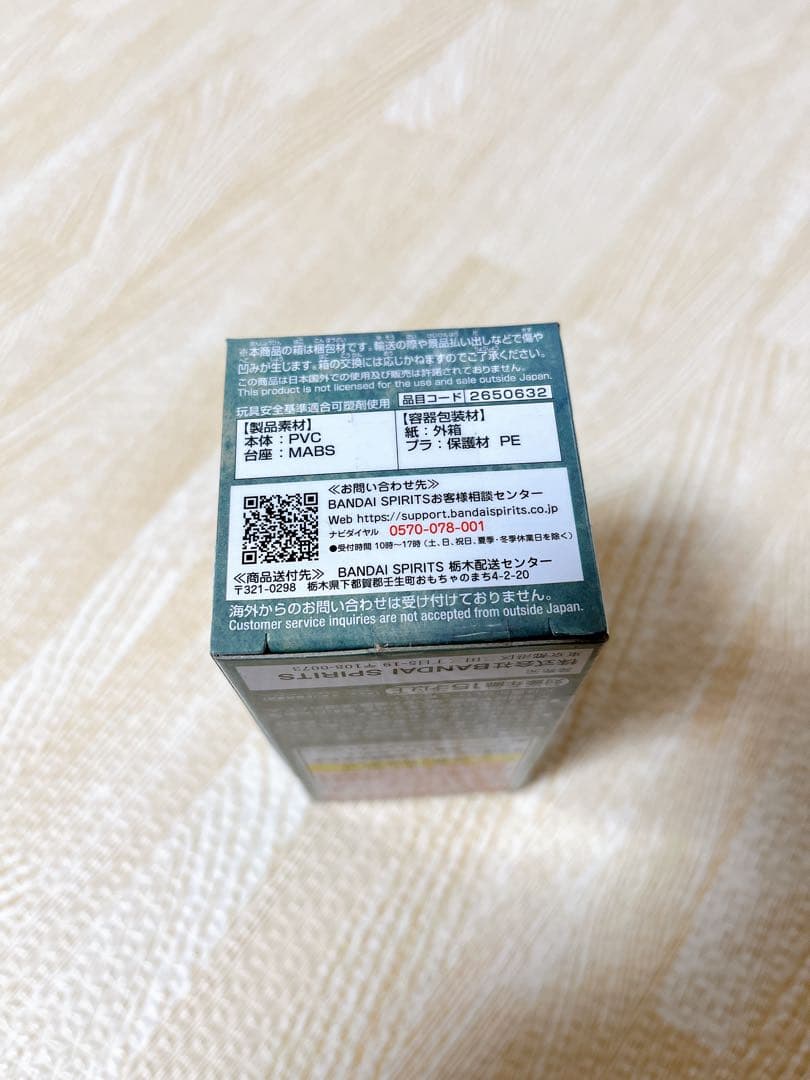 ※本商品の箱は梱包材です。輸送の際や景品払い出しなどで傷や
凹みが生じます。箱の交換には応じかねますのでご了承ください。
この商品は日本国外での使用及び販売は許諾されておりません。
This product is not licensed for the use and sale outside Japan.
玩具安全基準適合可塑剤使用 品目コード 2650632
【製品素材】
本体：PVC
台座：MABS
【容器包装材】
紙：外箱
プラ：保護材 PE
≪お問い合わせ先≫
BANDAI SPIRITSお客様相談センター
Web https://support.bandaispirits.co.jp
ナビダイヤル 0570-078-001
●受付時間 10時〜17時（土、日、祝日、夏季・冬季休業日を除く）
≪商品送付先≫ BANDAI SPIRITS 栃木配送センター
〒321-0298 栃木県下都賀郡壬生町おもちゃのまち4-2-20
海外からのお問い合わせは受け付けておりません。
Customer service inquiries are not accepted from outside Japan.
株式会社BANDAI SPIRITS
対象年齢15才以上